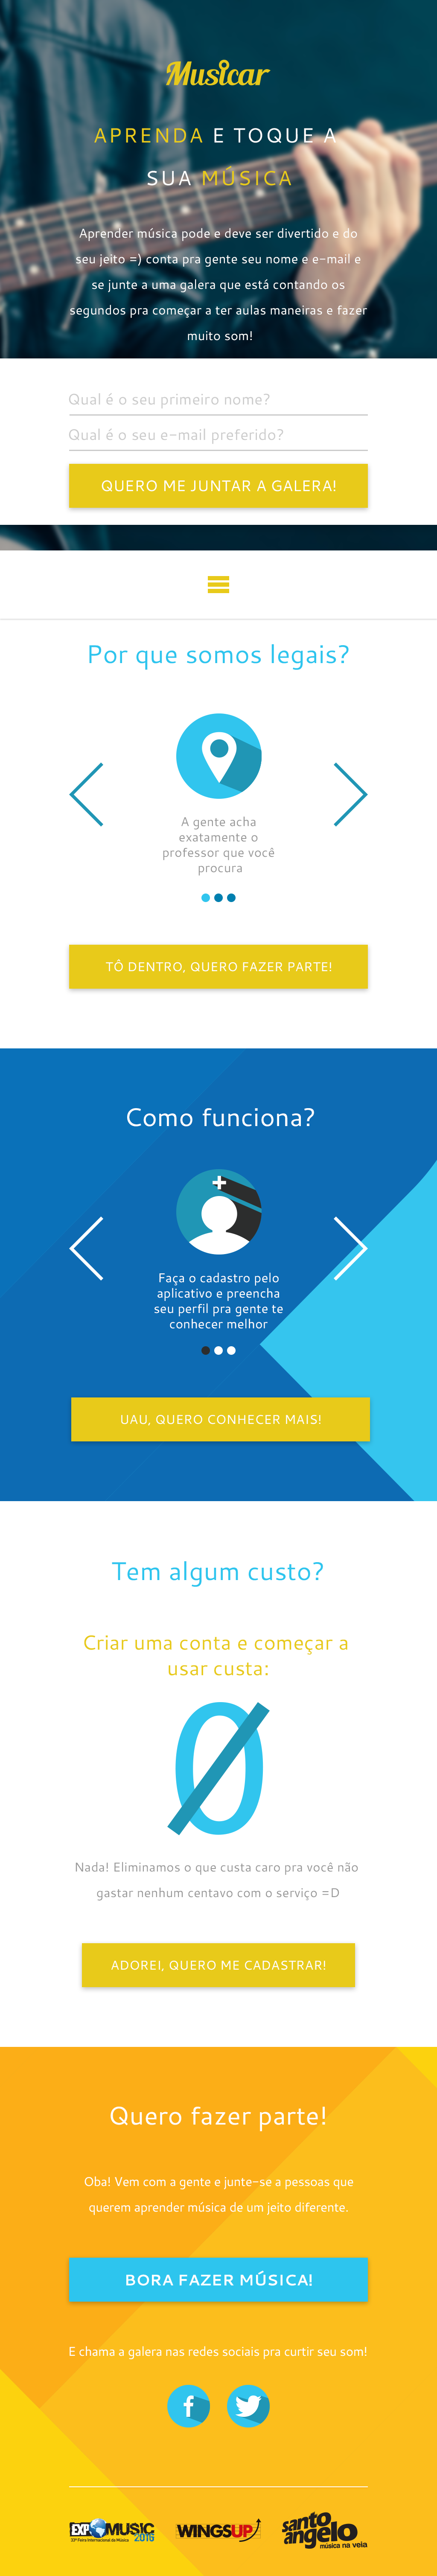 Musicar
APRENDA E TOQUE A
SUA MÚSICA
Aprender música pode e deve ser divertido e do
seu jeito =) conta pra gente seu nome e e-mail e
se junte a uma galera que está contando os
segundos pra começar a ter aulas maneiras e fazer
muito som!
Qual é o seu primeiro nome?
Qual é o seu e-mail preferido?
QUERO ME JUNTAR A GALERA!
Por que somos legais?
A gente acha
exatamente o
professor que você
procura
TÔ DENTRO, QUERO FAZER PARTE!
Como funciona?
Faça o cadastro pelo
aplicativo e preencha
seu perfil pra gente te
conhecer melhor
UAU, QUERO CONHECER MAIS!
Tem algum custo?
Criar uma conta e começar a
usar custa:
0
Nada! Eliminamos o que custa caro pra você não
gastar nenhum centavo com o serviço =D
ADOREI, QUERO ME CADASTRAR!
Quero fazer parte!
Oba! Vem com a gente e junte-se a pessoas que
querem aprender música de um jeito diferente.
BORA FAZER MÚSICA!
E chama a galera nas redes sociais pra curtir seu som!
f
EXPOMUSIC
33ª Feira Internacional da Música 2016
WINGSUP
santo
angelo
música na veia